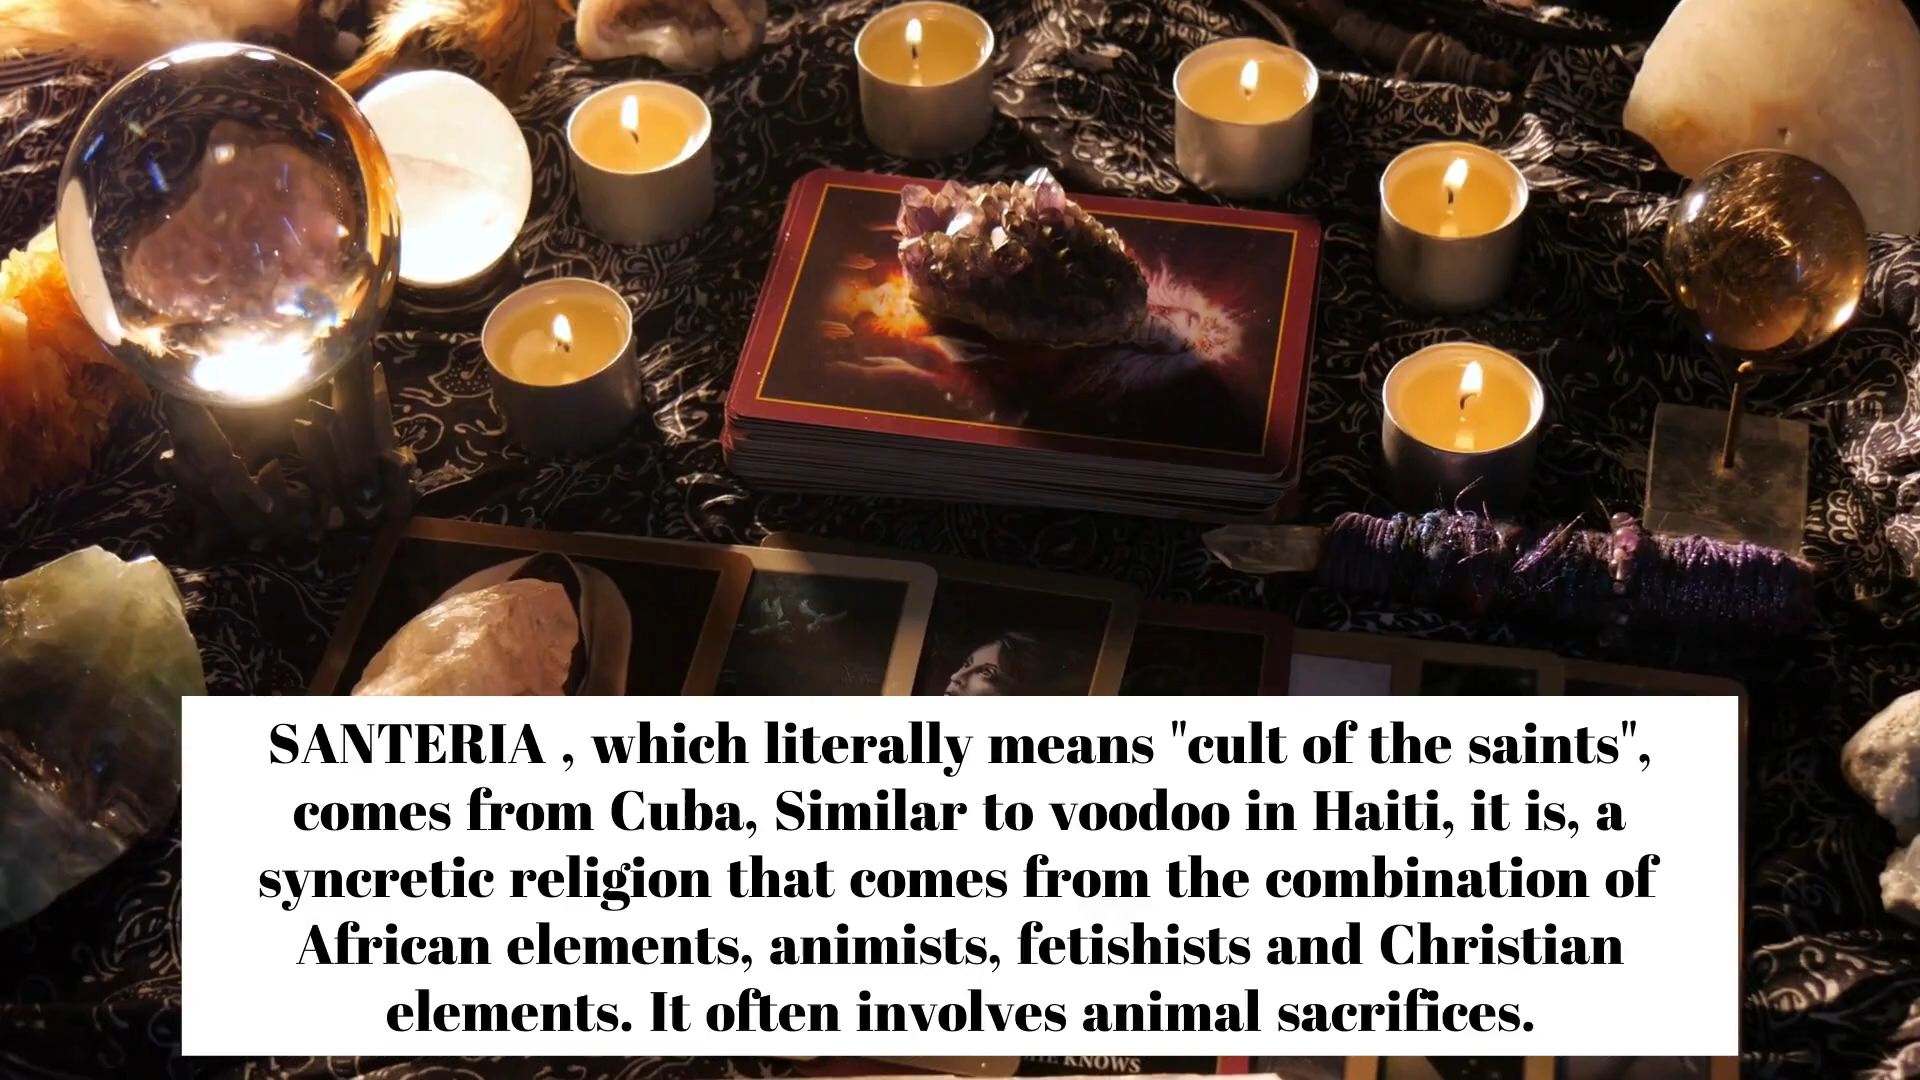 SANTERIA , which literally means "cult of the saints",
comes from Cuba, Similar to voodoo in Haiti, it is, a
syncretic religion that comes from the combination of
African elements, animists, fetishists and Christian
elements. It often involves animal sacrifices.
KNOWS